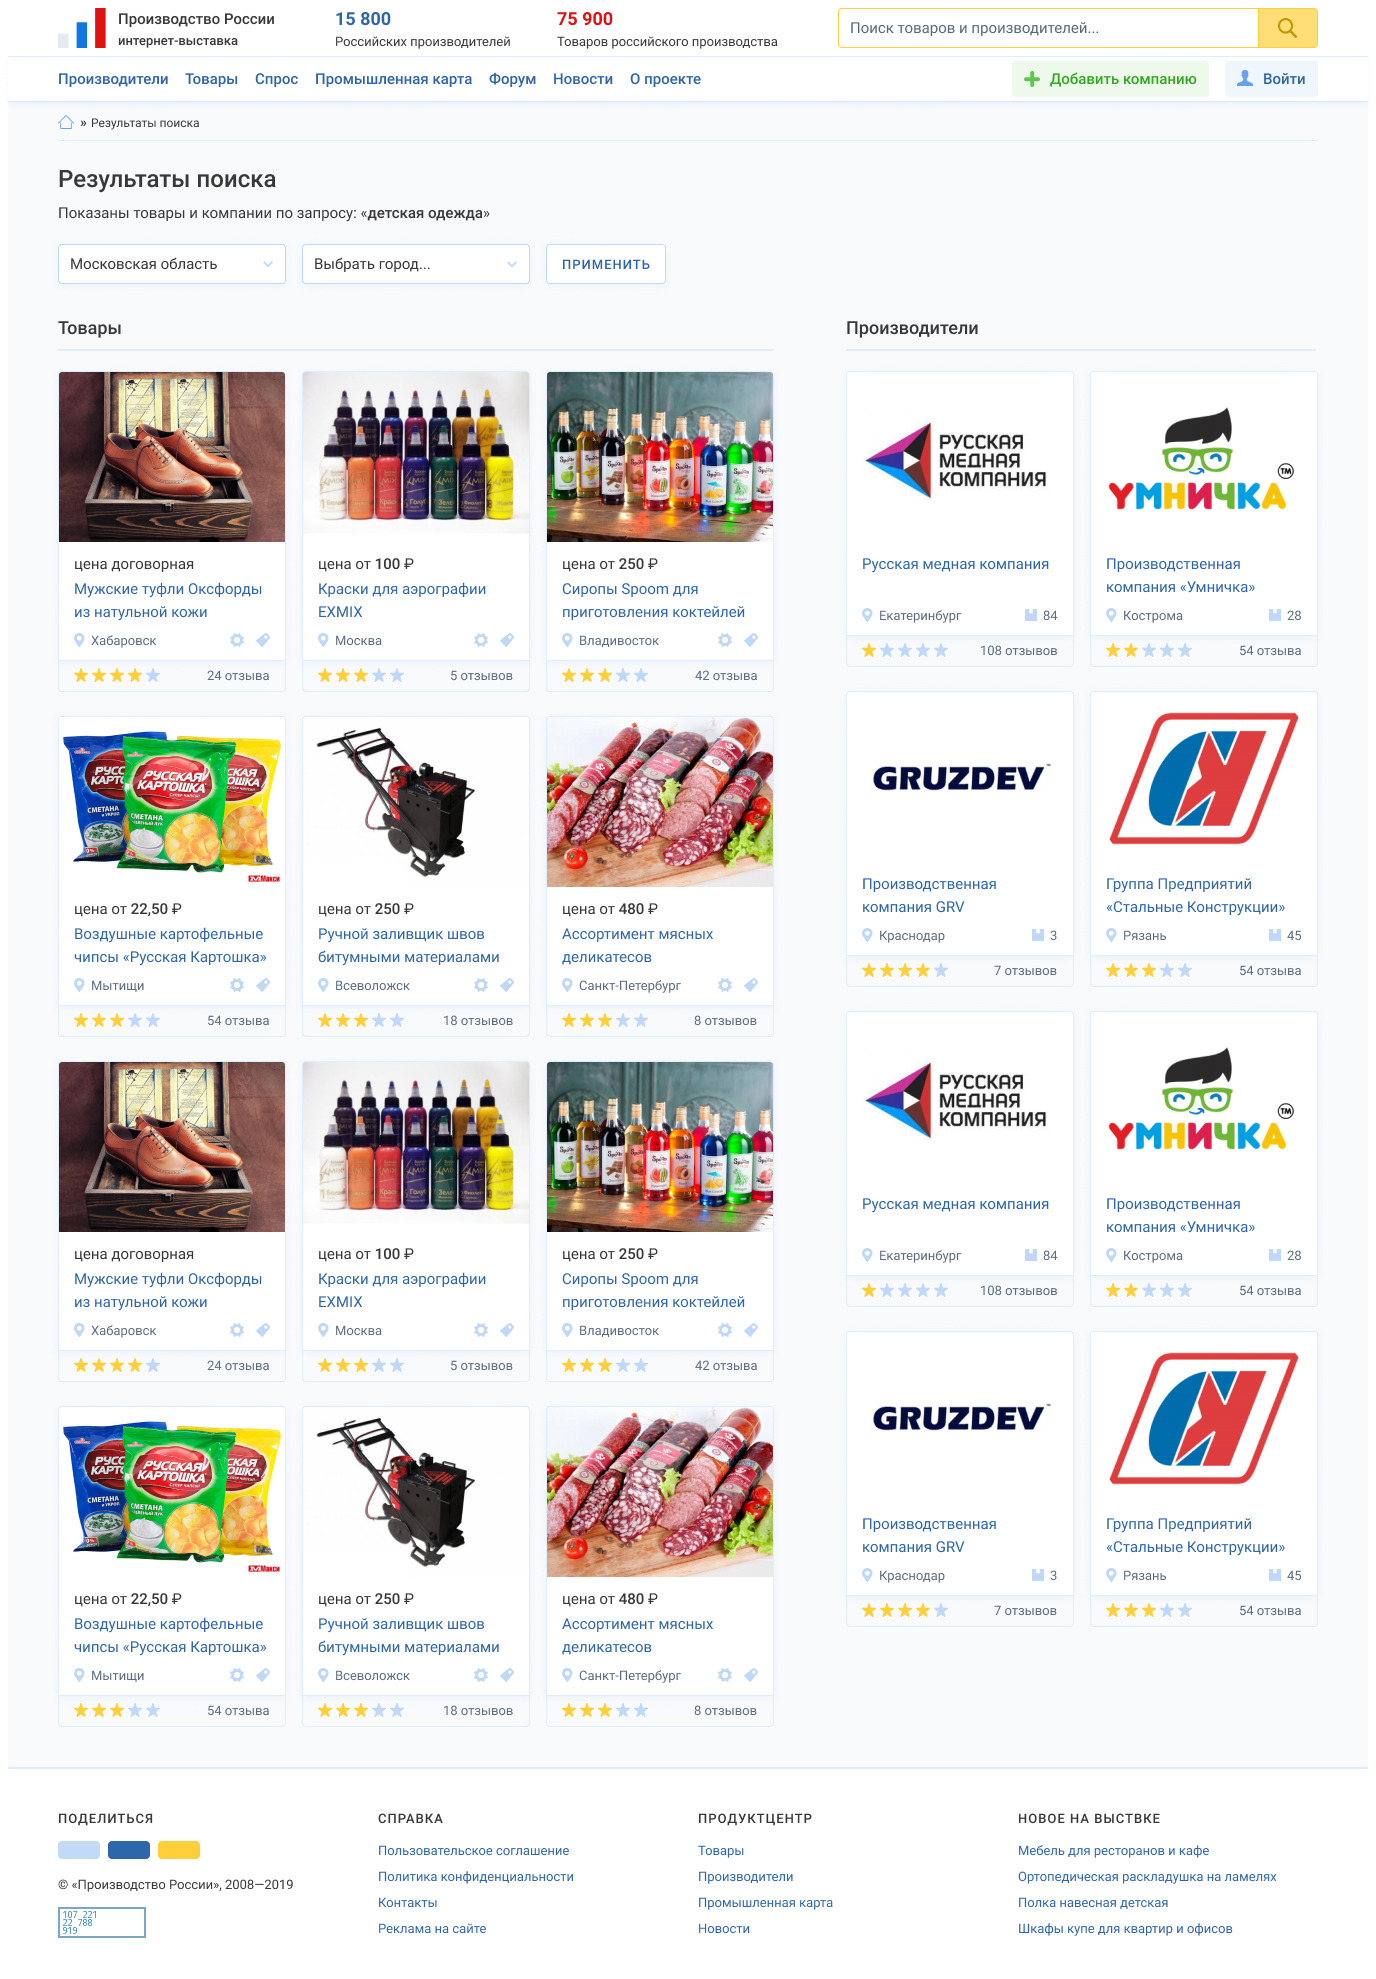 Производство России
интернет-выставка
15 800
Российских производителей
75 900
Товаров российского производства
Поиск товаров и производителей...
Производители Товары Спрос Промышленная карта Форум Новости О проекте
Добавить компанию
Войти
» Результаты поиска
Результаты поиска
Показаны товары и компании по запросу: «детская одежда»
Московская область
Выбрать город...
ПРИМЕНИТЬ
Товары
цена договорная
Мужские туфли Оксфорды
из натульной кожи
Хабаровск
24 отзыва
цена от 100 ₽
Краски для аэрографии
EXMIX
Москва
5 отзывов
цена от 250 ₽
Сиропы Spoom для
приготовления коктейлей
Владивосток
42 отзыва
РУССКАЯ
КАРТОШКА
СМЕТАНА
Макси
цена от 22,50 ₽
Воздушные картофельные
чипсы «Русская Картошка»
Мытищи
54 отзыва
цена от 250 ₽
Ручной заливщик швов
битумными материалами
Всеволожск
18 отзывов
цена от 480 ₽
Ассортимент мясных
деликатесов
Санкт-Петербург
8 отзывов
цена договорная
Мужские туфли Оксфорды
из натульной кожи
Хабаровск
24 отзыва
цена от 100 ₽
Краски для аэрографии
EXMIX
Москва
5 отзывов
цена от 250 ₽
Сиропы Spoom для
приготовления коктейлей
Владивосток
42 отзыва
РУССКАЯ
КАРТОШКА
СМЕТАНА
Макси
цена от 22,50 ₽
Воздушные картофельные
чипсы «Русская Картошка»
Мытищи
54 отзыва
цена от 250 ₽
Ручной заливщик швов
битумными материалами
Всеволожск
18 отзывов
цена от 480 ₽
Ассортимент мясных
деликатесов
Санкт-Петербург
8 отзывов
Производители
РУССКАЯ
МЕДНАЯ
КОМПАНИЯ
Русская медная компания
Екатеринбург 84
108 отзывов
TM
УМНИЧКА
Производственная
компания «Умничка»
Кострома 28
54 отзыва
GRUZDEV
Производственная
компания GRV
Краснодар 3
7 отзывов
Группа Предприятий
«Стальные Конструкции»
Рязань 45
54 отзыва
РУССКАЯ
МЕДНАЯ
КОМПАНИЯ
Русская медная компания
Екатеринбург 84
108 отзывов
TM
УМНИЧКА
Производственная
компания «Умничка»
Кострома 28
54 отзыва
GRUZDEV
Производственная
компания GRV
Краснодар 3
7 отзывов
Группа Предприятий
«Стальные Конструкции»
Рязань 45
54 отзыва
ПОДЕЛИТЬСЯ
© «Производство России», 2008—2019
107 221
22 788
919
СПРАВКА
Пользовательское соглашение
Политика конфиденциальности
Контакты
Реклама на сайте
ПРОДУКТЦЕНТР
Товары
Производители
Промышленная карта
Новости
НОВОЕ НА ВЫСТВКЕ
Мебель для ресторанов и кафе
Ортопедическая раскладушка на ламелях
Полка навесная детская
Шкафы купе для квартир и офисов